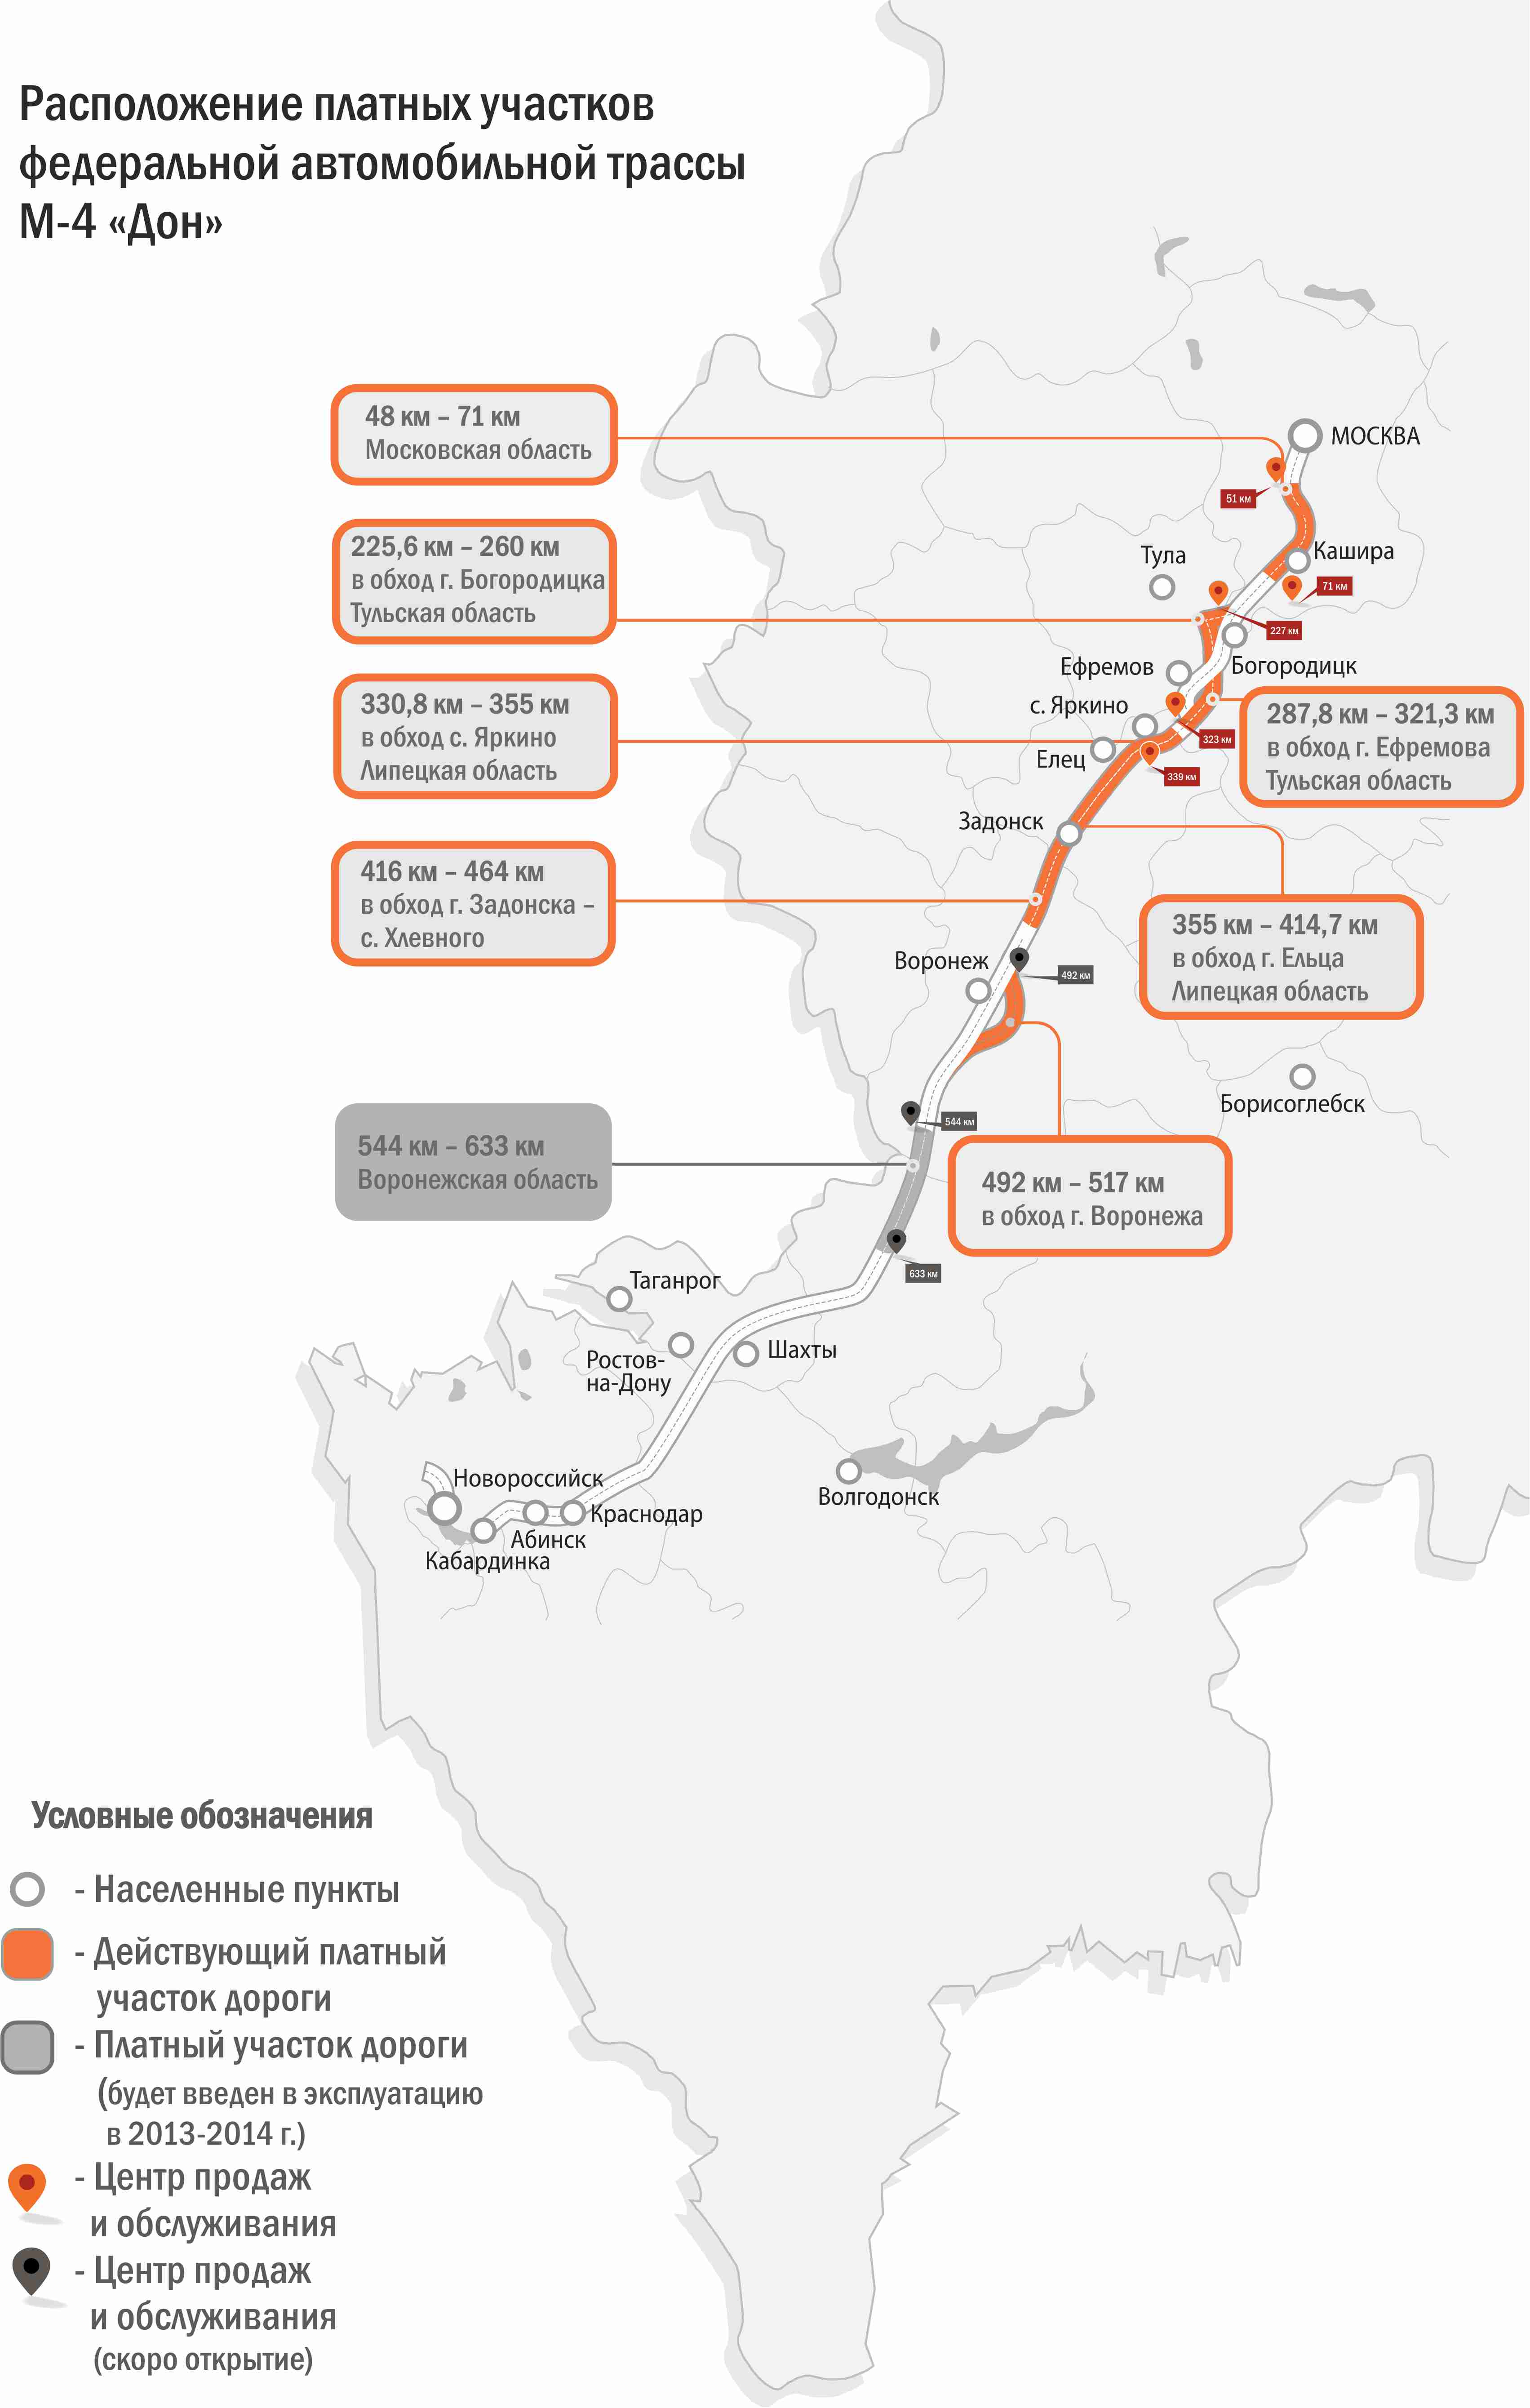 Расположение платных участков
федеральной автомобильной трассы
М-4 «Дон»
48 км – 71 км
Московская область
МОСКВА
51 км
225,6 км – 260 км
в обход г. Богородицка
Тульская область
Тула
Кашира
71 км
227 км
Богородицк
Ефремов
с. Яркино
330,8 км – 355 км
в обход с. Яркино
Липецкая область
Елец
323 км
339 км
287,8 км – 321,3 км
в обход г. Ефремова
Тульская область
Задонск
416 км – 464 км
в обход г. Задонска –
с. Хлевного
355 км – 414,7 км
в обход г. Ельца
Липецкая область
Воронеж
492 км
Борисоглебск
544 км
544 км – 633 км
Воронежская область
492 км – 517 км
в обход г. Воронежа
633 км
Таганрог
Ростов-
на-Дону
Шахты
Новороссийск
Краснодар
Абинск
Кабардинка
Волгодонск
Условные обозначения
- Населенные пункты
- Действующий платный
участок дороги
- Платный участок дороги
(будет введен в эксплуатацию
в 2013-2014 г.)
- Центр продаж
и обслуживания
- Центр продаж
и обслуживания
(скоро открытие)